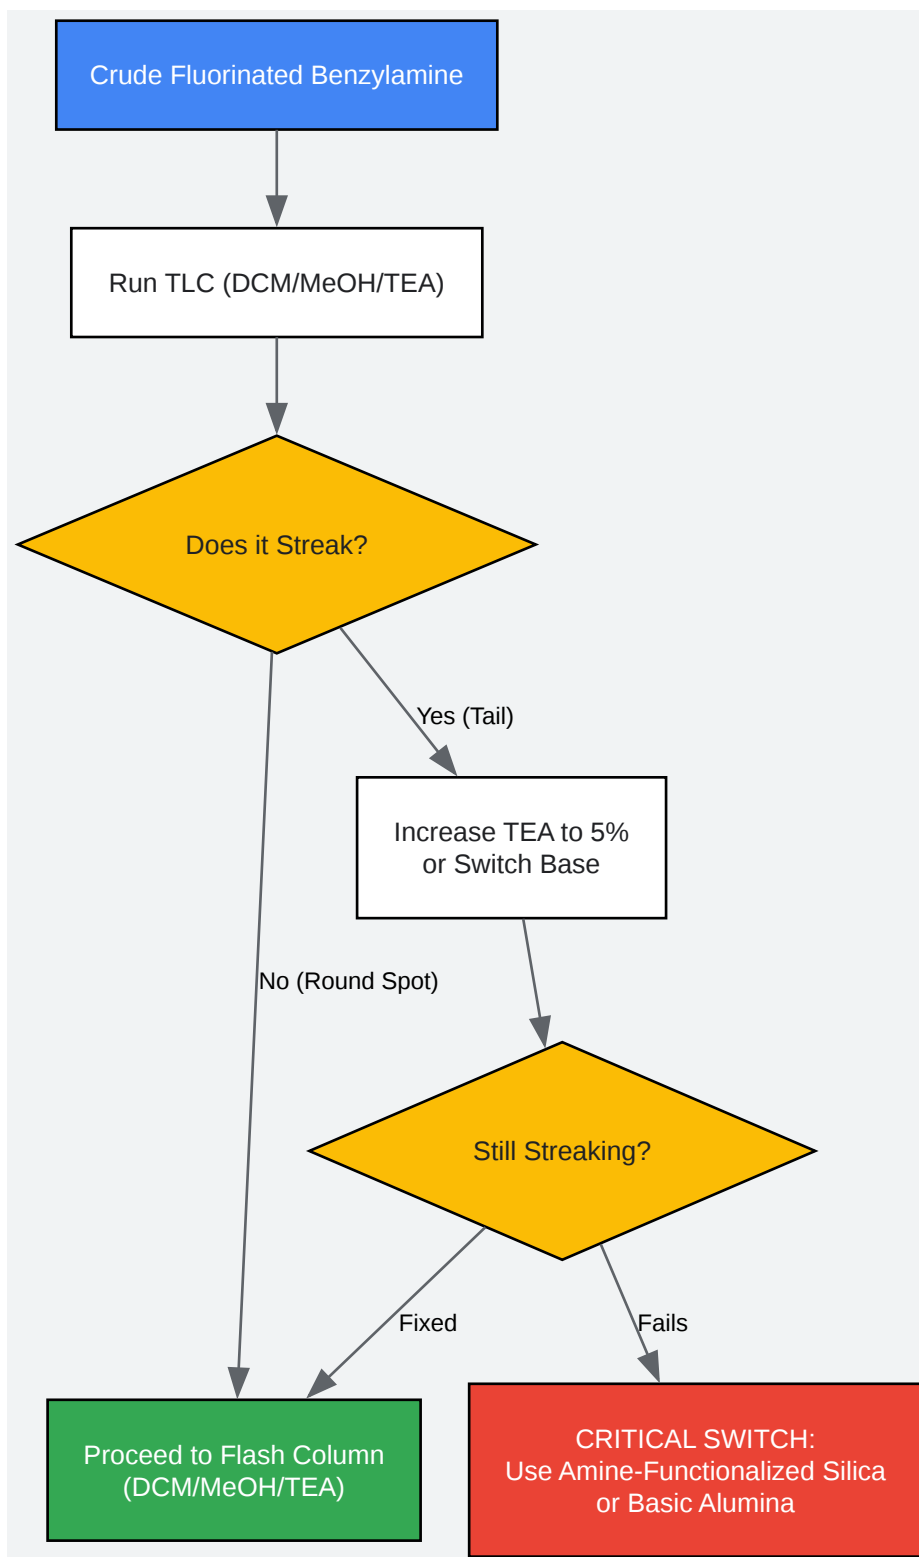 Crude Fluorinated Benzylamine
Run TLC (DCM/MeOH/TEA)
Does it Streak?
Yes (Tail)
Increase TEA to 5%
or Switch Base
No (Round Spot)
Still Streaking?
Fixed
Fails
Proceed to Flash Column
(DCM/MeOH/TEA)
CRITICAL SWITCH:
Use Amine-Functionalized Silica
or Basic Alumina